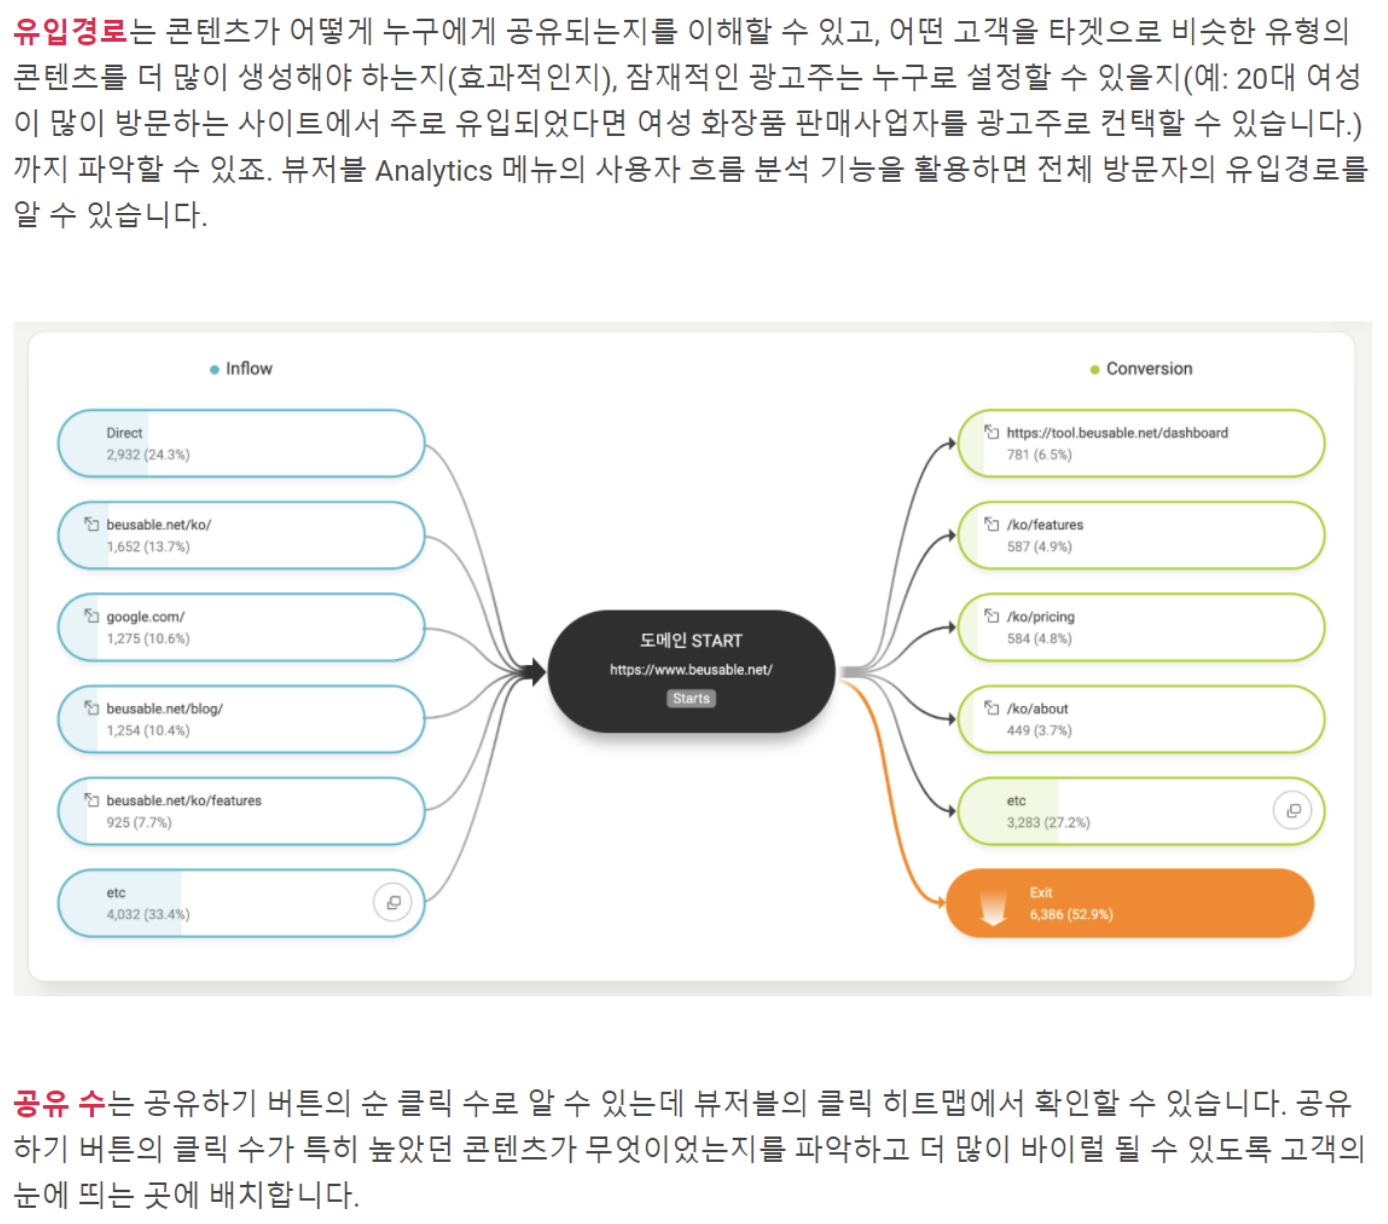 유입경로는 콘텐츠가 어떻게 누구에게 공유되는지를 이해할 수 있고, 어떤 고객을 타겟으로 비슷한 유형의
콘텐츠를 더 많이 생성해야 하는지(효과적인지), 잠재적인 광고주는 누구로 설정할 수 있을지(예: 20대 여성
이 많이 방문하는 사이트에서 주로 유입되었다면 여성 화장품 판매사업자를 광고주로 컨택할 수 있습니다.)
까지 파악할 수 있죠. 뷰저블 Analytics 메뉴의 사용자 흐름 분석 기능을 활용하면 전체 방문자의 유입경로를
알 수 있습니다.
Inflow
Direct
2,932 (24.3%)
beusable.net/ko/
1,652 (13.7%)
google.com/
1,275 (10.6%)
beusable.net/blog/
1,254 (10.4%)
beusable.net/ko/features
925 (7.7%)
etc
4,032 (33.4%)
도메인 START
https://www.beusable.net/
Starts
Conversion
https://tool.beusable.net/dashboard
781 (6.5%)
/ko/features
587 (4.9%)
/ko/pricing
584 (4.8%)
/ko/about
449 (3.7%)
etc
3,283 (27.2%)
Exit
6,386 (52.9%)
공유 수는 공유하기 버튼의 순 클릭 수로 알 수 있는데 뷰저블의 클릭 히트맵에서 확인할 수 있습니다. 공유
하기 버튼의 클릭 수가 특히 높았던 콘텐츠가 무엇이었는지를 파악하고 더 많이 바이럴 될 수 있도록 고객의
눈에 띄는 곳에 배치합니다.